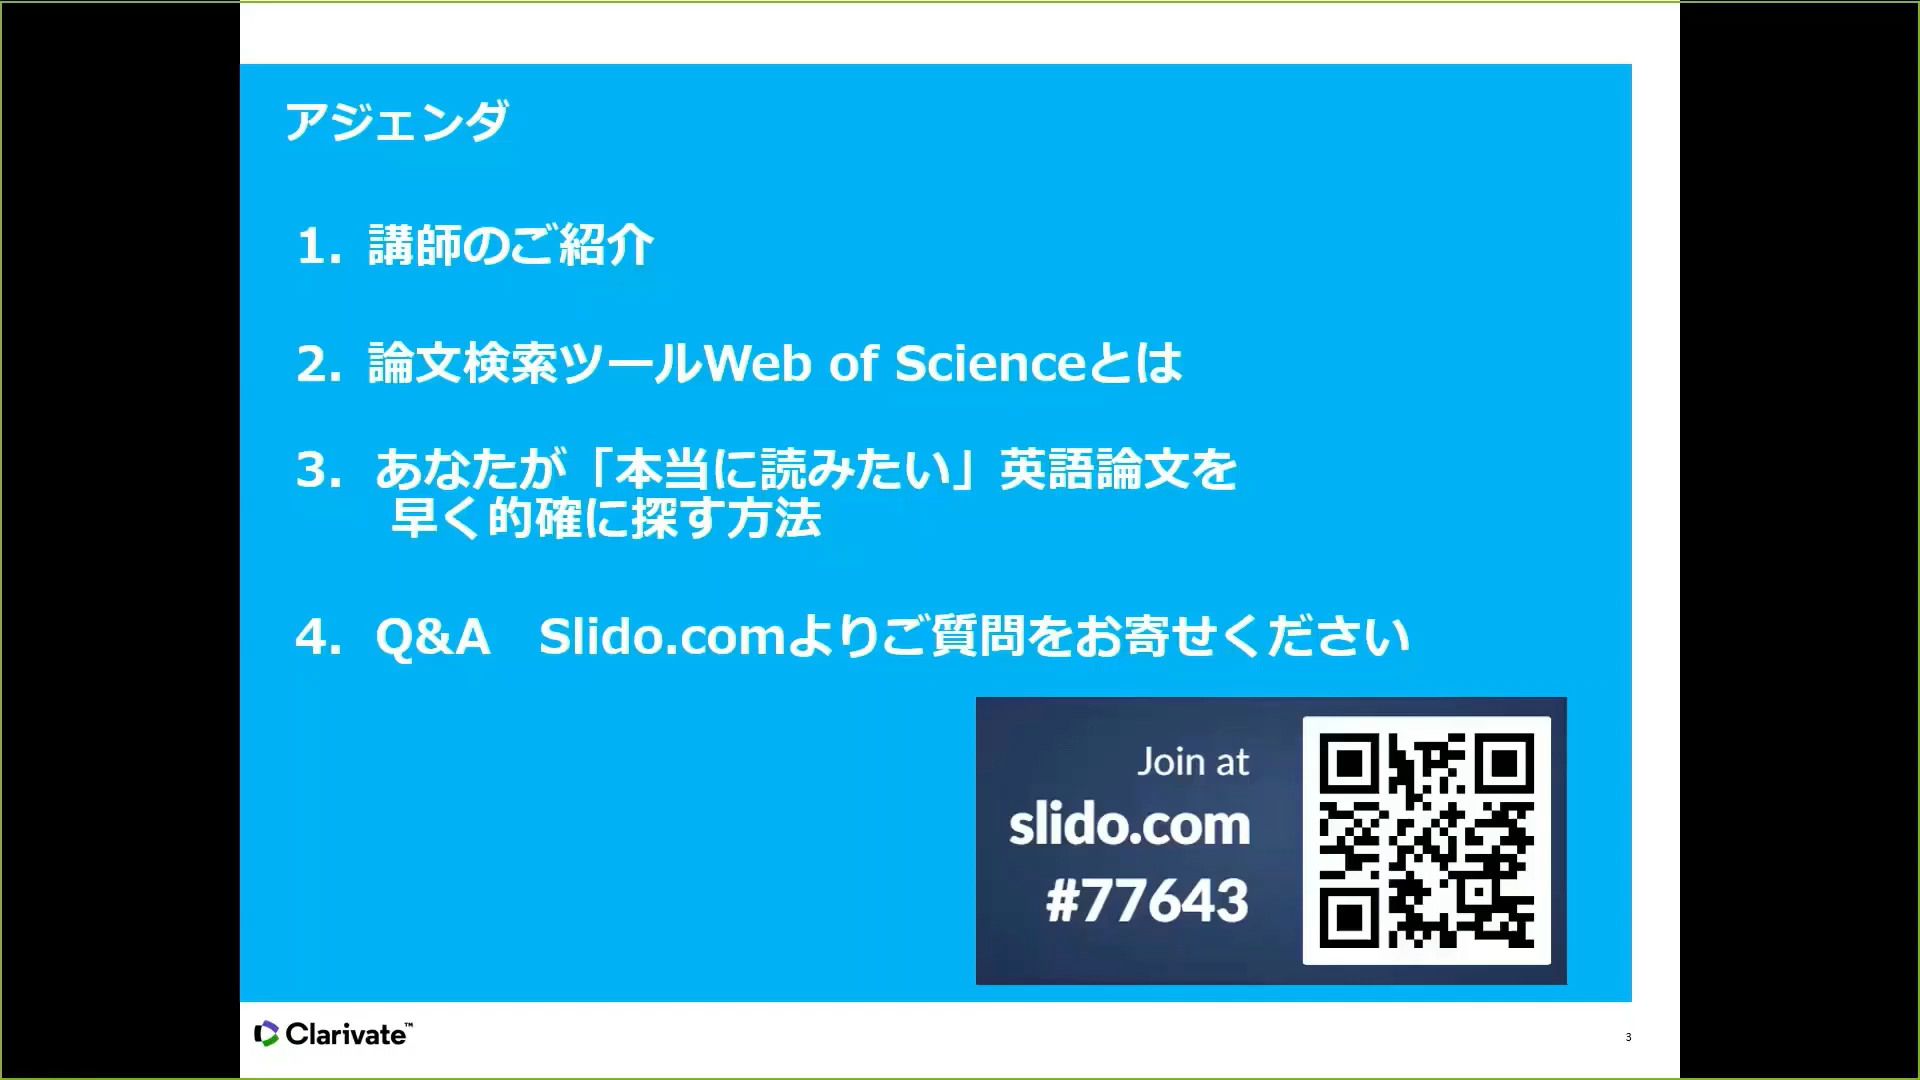 アジェンダ
1. 講師のご紹介
2. 論文検索ツールWeb of Scienceとは
3. あなたが「本当に読みたい」英語論文を
早く的確に探す方法
4. Q&A　Slido.comよりご質問をお寄せください
Join at
slido.com
#77643
Clarivate™
3